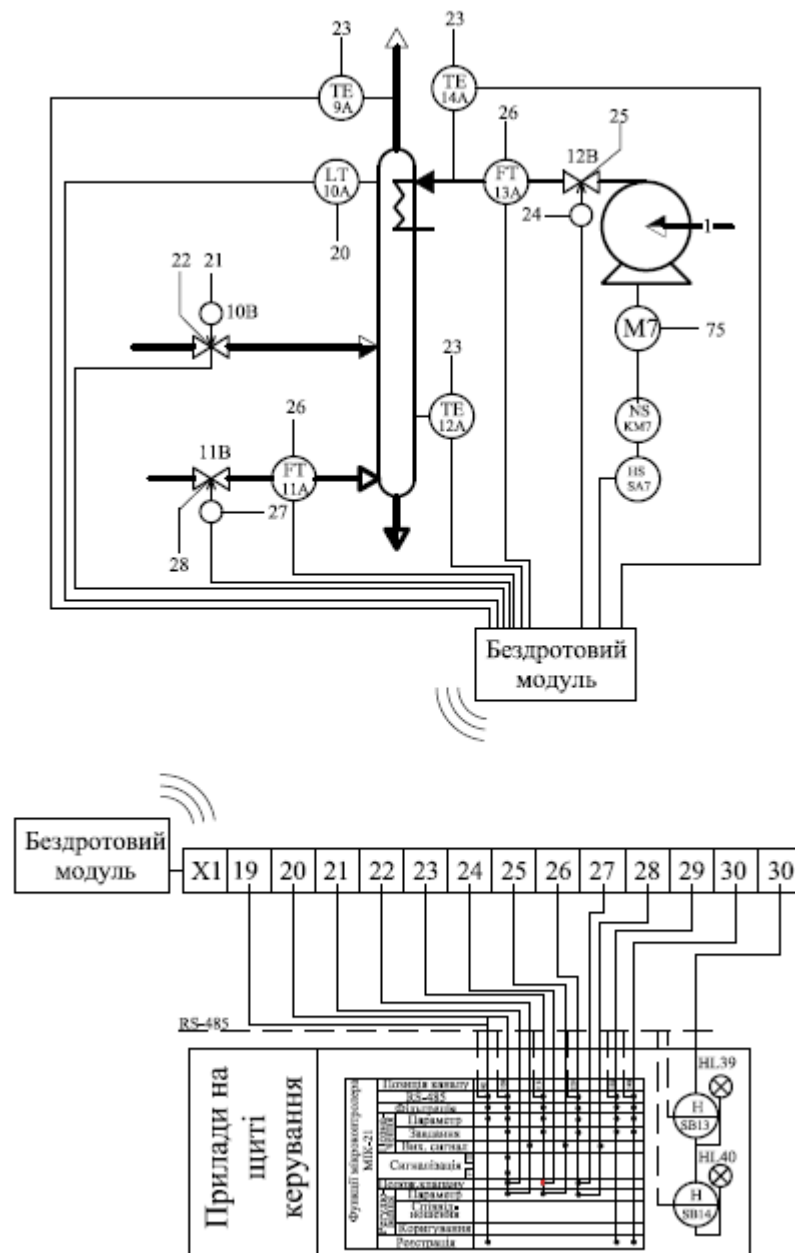 23
23
TE
9A
TE
14A
26
25
12B
LT
10A
FT
13A
24
1
20
22
21
10B
M7
75
23
26
TE
12A
NS
KM7
11B
FT
11A
HS
SA7
27
28
Бездротовий
модуль
Бездротовий
модуль
X1 19 20 21 22 23 24 25 26 27 28 29 30 30
RS-485
Прилади на
щиті
керування
Функції мікроконтролера
МІК-21
Позиція каналу
RS-485
Фільтрація
Параметр
Завдання
Вих. сигнал
Сигналізація
Параметр
Співвід-
ношення
Коригування
Реєстрація
HL39
H
SB13
HL40
H
SB14